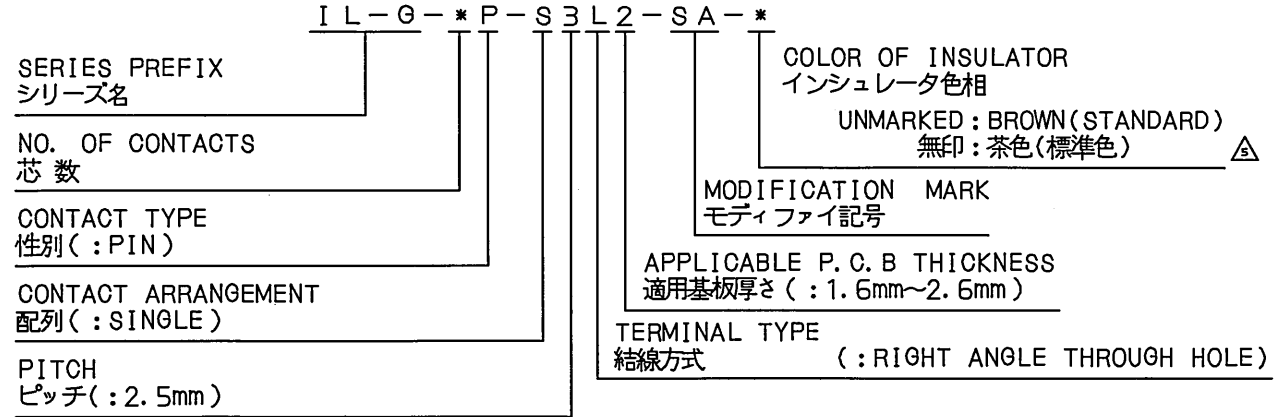 IL-G-*P-S3L2-SA-*
SERIES PREFIX
シリーズ名
NO. OF CONTACTS
芯数
CONTACT TYPE
性別(:PIN)
CONTACT ARRANGEMENT
配列(:SINGLE)
PITCH
ピッチ(:2.5mm)
COLOR OF INSULATOR
インシュレータ色相
UNMARKED:BROWN(STANDARD)
無印:茶色(標準色)
5
MODIFICATION MARK
モディファイ記号
APPLICABLE P.C.B THICKNESS
適用基板厚さ(:1.6mm～2.6mm)
TERMINAL TYPE
結線方式 (:RIGHT ANGLE THROUGH HOLE)